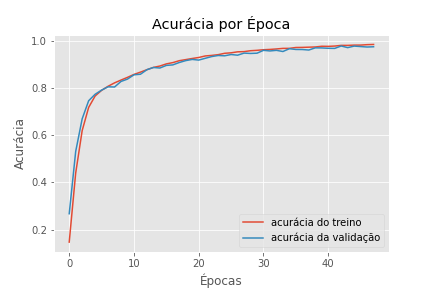 Acurácia por Época
1.0
0.8
0.6
0.4
0.2
Acurácia
acurácia do treino
acurácia da validação
0 10 20 30 40
Épocas